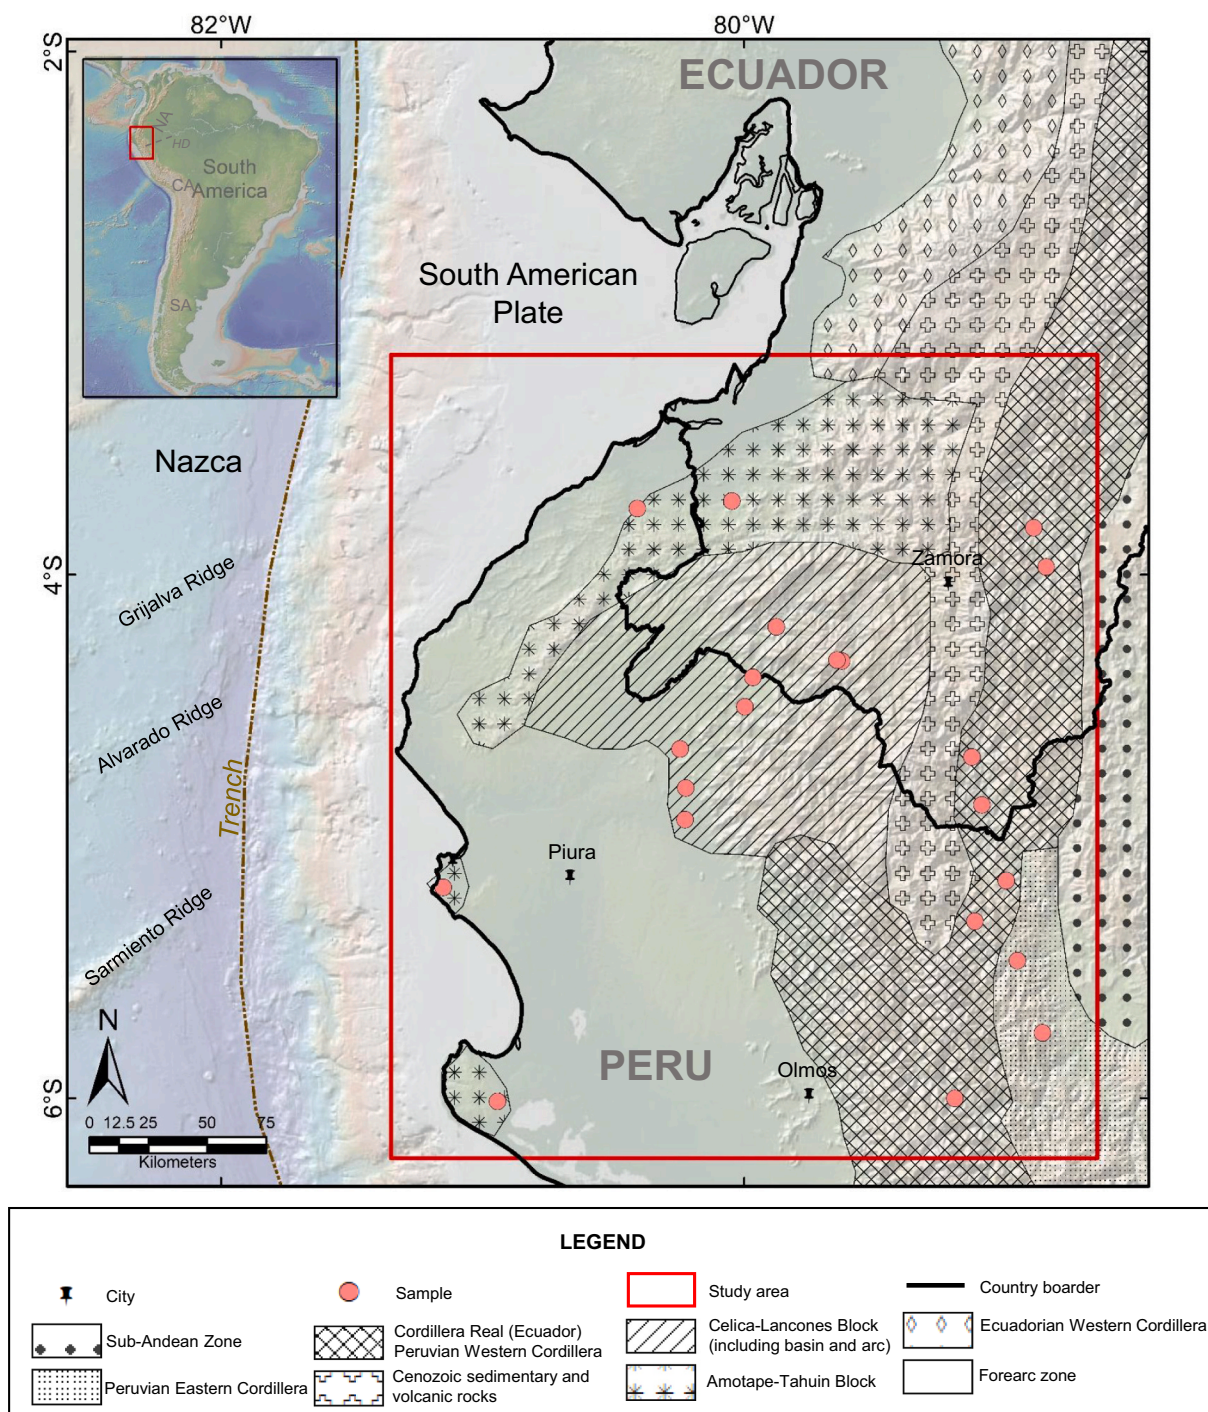 82°W
80°W
2°S
ECUADOR
NA
HD
South
America
CA
SA
South American
Plate
Nazca
4°S
Zamora
Grijalva Ridge
Alvarado Ridge
Trench
Piura
Sarmiento Ridge
N
PERU
Olmos
6°S
0 12.5 25 50 75
Kilometers
LEGEND
City
Sample
Study area
Country boarder
Sub-Andean Zone
Cordillera Real (Ecuador)
Peruvian Western Cordillera
Celica-Lancones Block
(including basin and arc)
Ecuadorian Western Cordillera
Peruvian Eastern Cordillera
Cenozoic sedimentary and
volcanic rocks
Amotape-Tahuin Block
Forearc zone